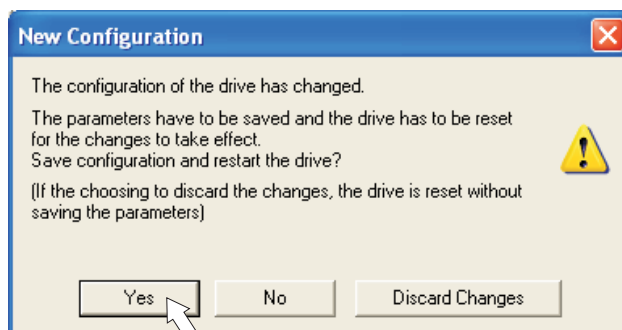 New Configuration
The configuration of the drive has changed.
The parameters have to be saved and the drive has to be reset
for the changes to take effect.
Save configuration and restart the drive?
(If the choosing to discard the changes, the drive is reset without
saving the parameters)
Yes
No
Discard Changes